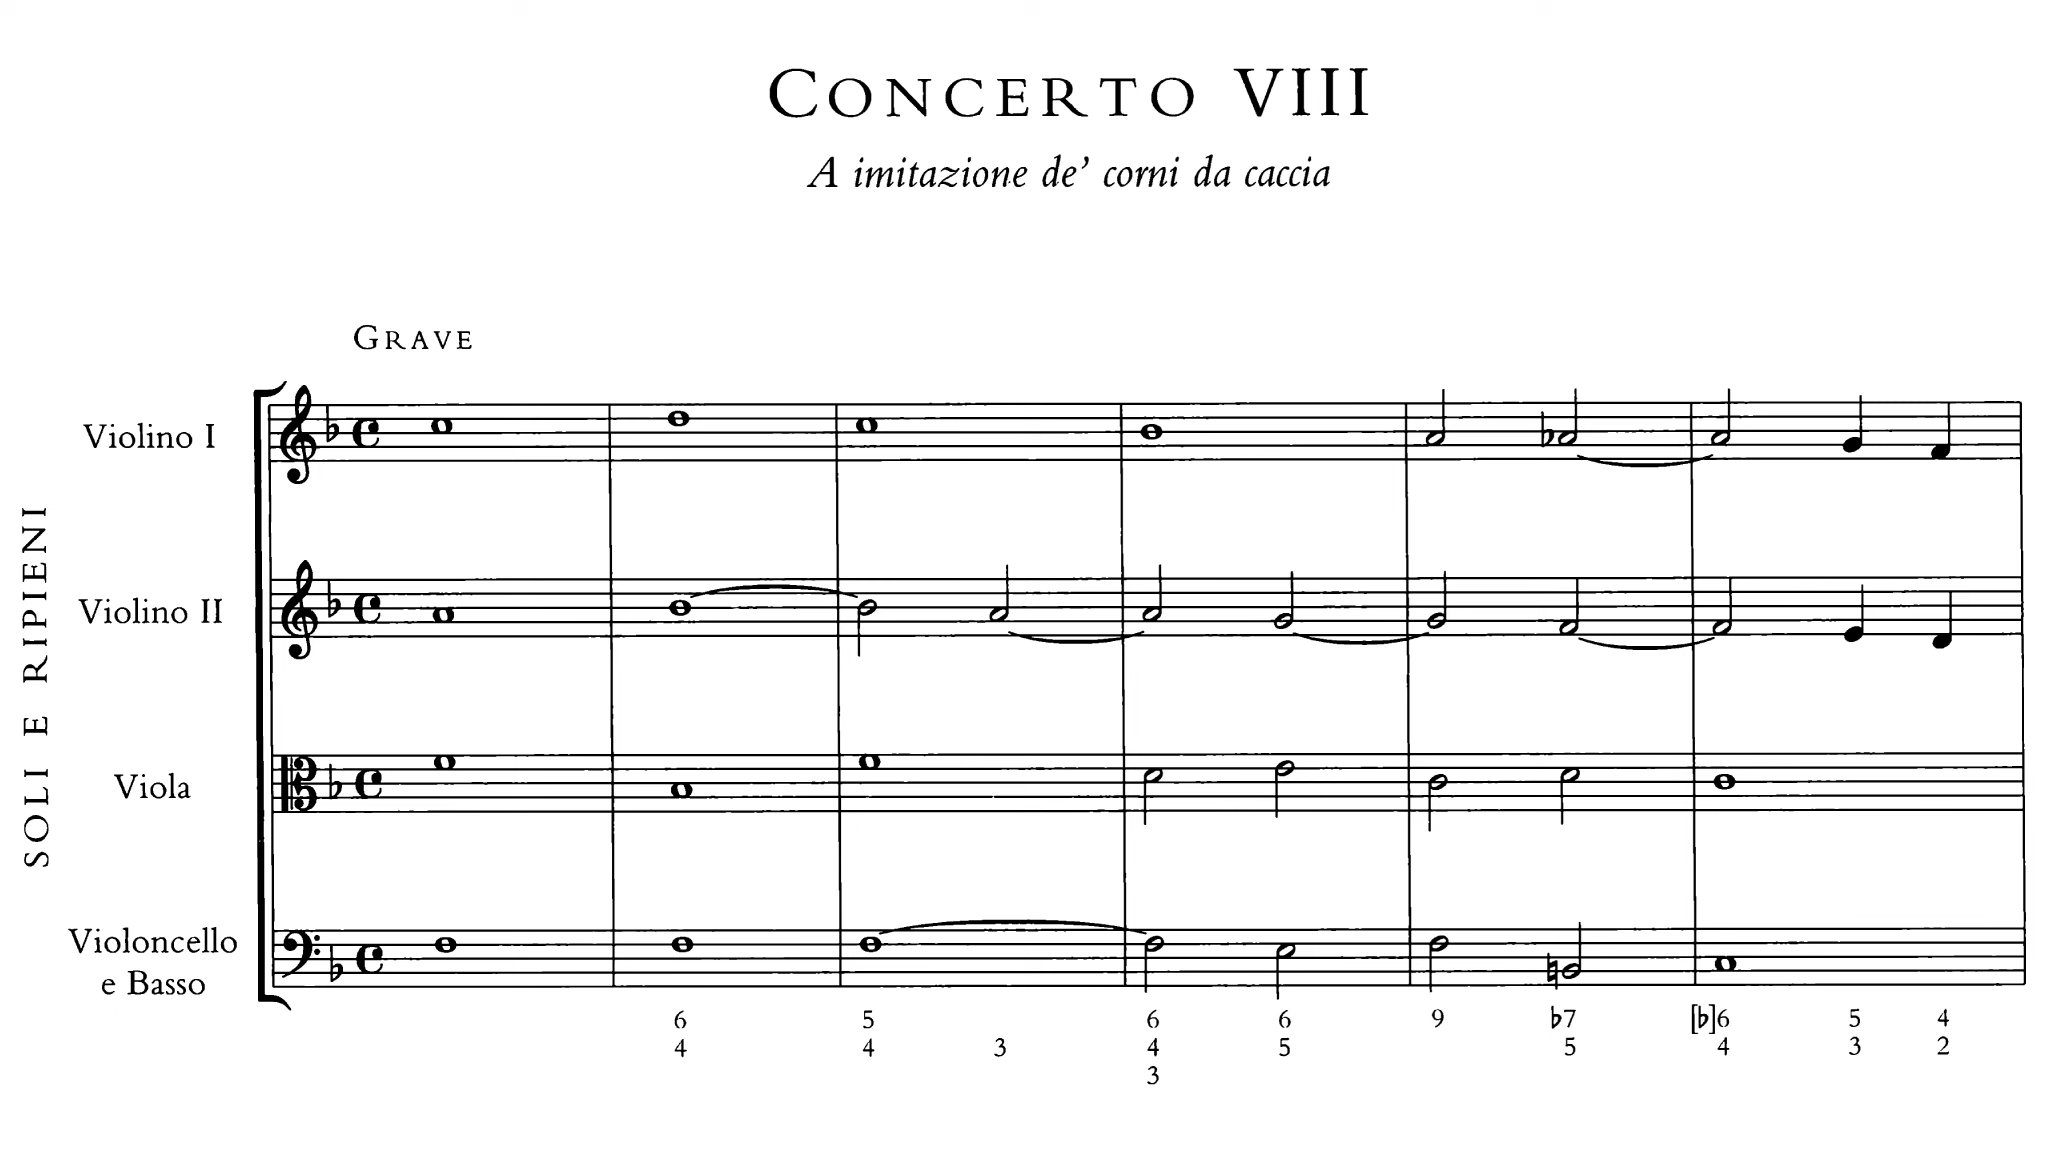 CONCERTO VIII
A imitazione de’ corni da caccia
GRAVE
SOLI E RIPIENI
Violino I
Violino II
Viola
Violoncello
e Basso
6 5 6 6 9 ♭7 [♭]6 5 4
4 4 3 4 5 5 4 3 2
3